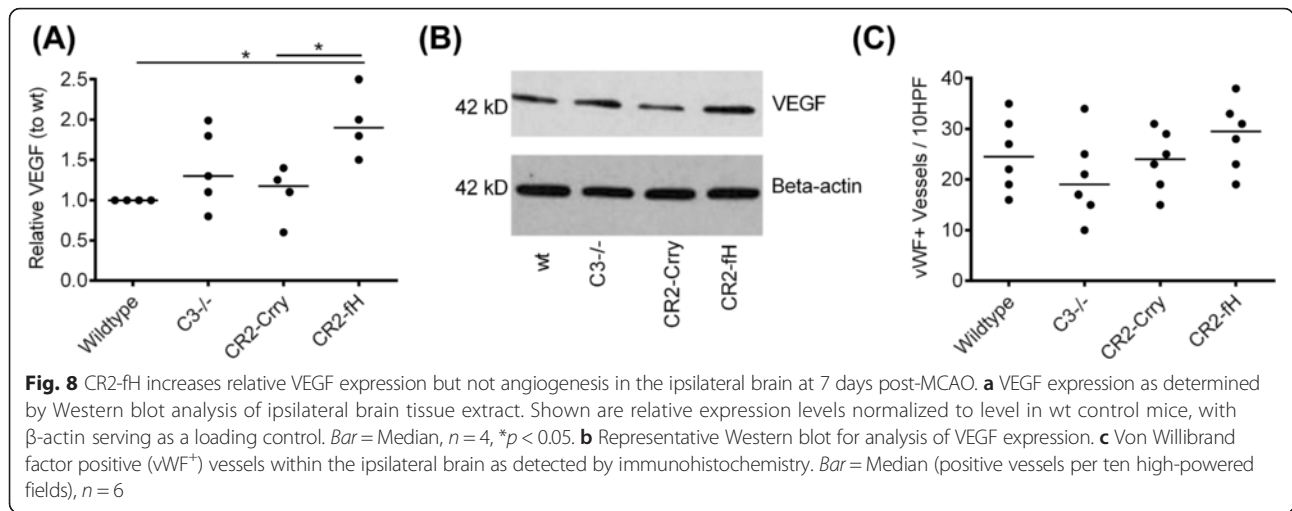 (A)
*
*
Relative VEGF (to wt)
2.5
2.0
1.5
1.0
0.5
0.0
Wildtype
C3-/-
CR2-Crry
CR2-fH
(B)
42 kD
VEGF
42 kD
Beta-actin
wt
C3-/-
CR2-Crry
CR2-fH
(C)
vWF+ Vessels / 10HPF
40
30
20
10
0
Wildtype
C3-/-
CR2-Crry
CR2-fH
Fig. 8 CR2-fH increases relative VEGF expression but not angiogenesis in the ipsilateral brain at 7 days post-MCAO. a VEGF expression as determined
by Western blot analysis of ipsilateral brain tissue extract. Shown are relative expression levels normalized to level in wt control mice, with
β-actin serving as a loading control. Bar = Median, n = 4, *p < 0.05. b Representative Western blot for analysis of VEGF expression. c Von Willibrand
factor positive (vWF⁺) vessels within the ipsilateral brain as detected by immunohistochemistry. Bar = Median (positive vessels per ten high-powered
fields), n = 6